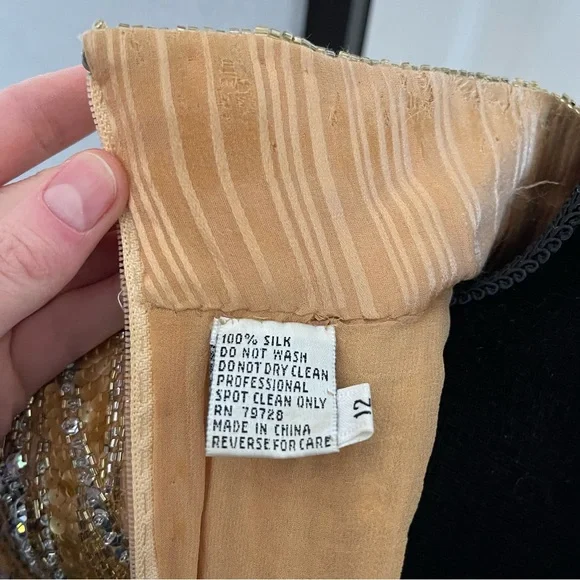 100% SILK
DO NOT WASH
DO NOT DRY CLEAN
PROFESSIONAL
SPOT CLEAN ONLY
RN 79728
MADE IN CHINA
REVERSE FOR CARE
12